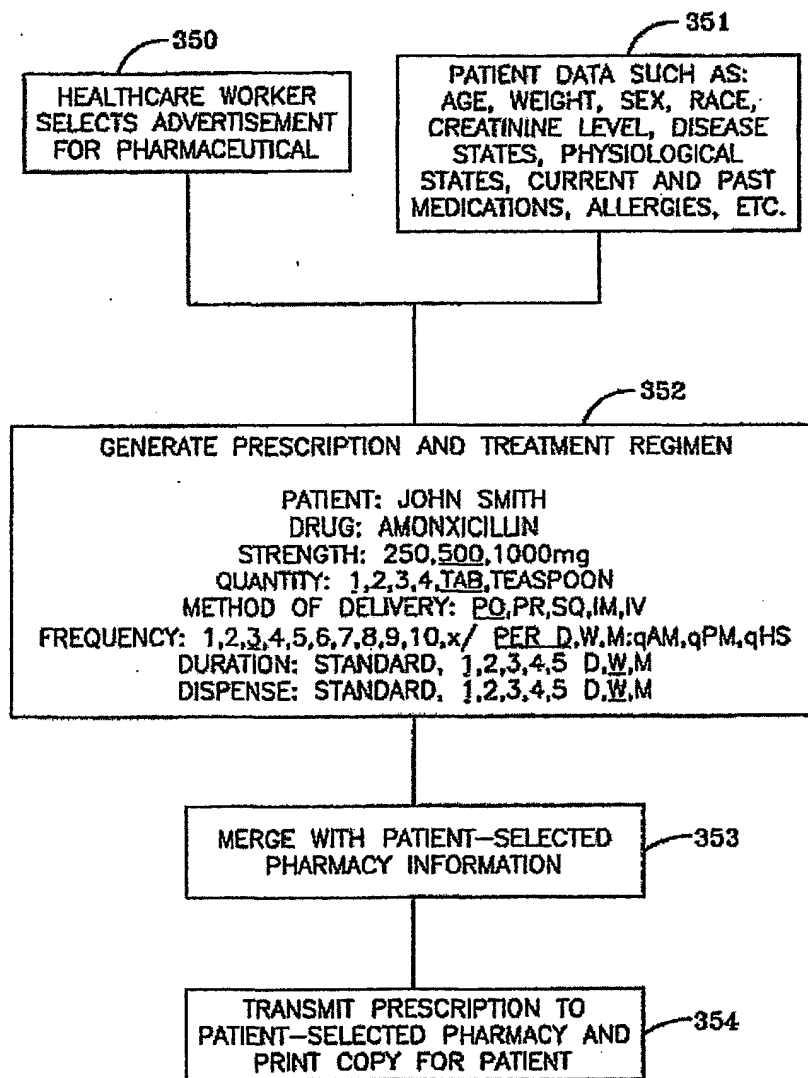 350
HEALTHCARE WORKER
SELECTS ADVERTISEMENT
FOR PHARMACEUTICAL
351
PATIENT DATA SUCH AS:
AGE, WEIGHT, SEX, RACE,
CREATININE LEVEL, DISEASE
STATES, PHYSIOLOGICAL
STATES, CURRENT AND PAST
MEDICATIONS, ALLERGIES, ETC.
352
GENERATE PRESCRIPTION AND TREATMENT REGIMEN
PATIENT: JOHN SMITH
DRUG: AMONXICILLIN
STRENGTH: 250,500,1000mg
QUANTITY: 1,2,3,4,TAB,TEASPOON
METHOD OF DELIVERY: PO,PR,SQ,IM,IV
FREQUENCY: 1,2,3,4,5,6,7,8,9,10,x/ PER D,W,M:qAM,qPM,qHS
DURATION: STANDARD, 1,2,3,4,5 D,W,M
DISPENSE: STANDARD, 1,2,3,4,5 D,W,M
MERGE WITH PATIENT-SELECTED
PHARMACY INFORMATION
353
TRANSMIT PRESCRIPTION TO
PATIENT-SELECTED PHARMACY AND
PRINT COPY FOR PATIENT
354